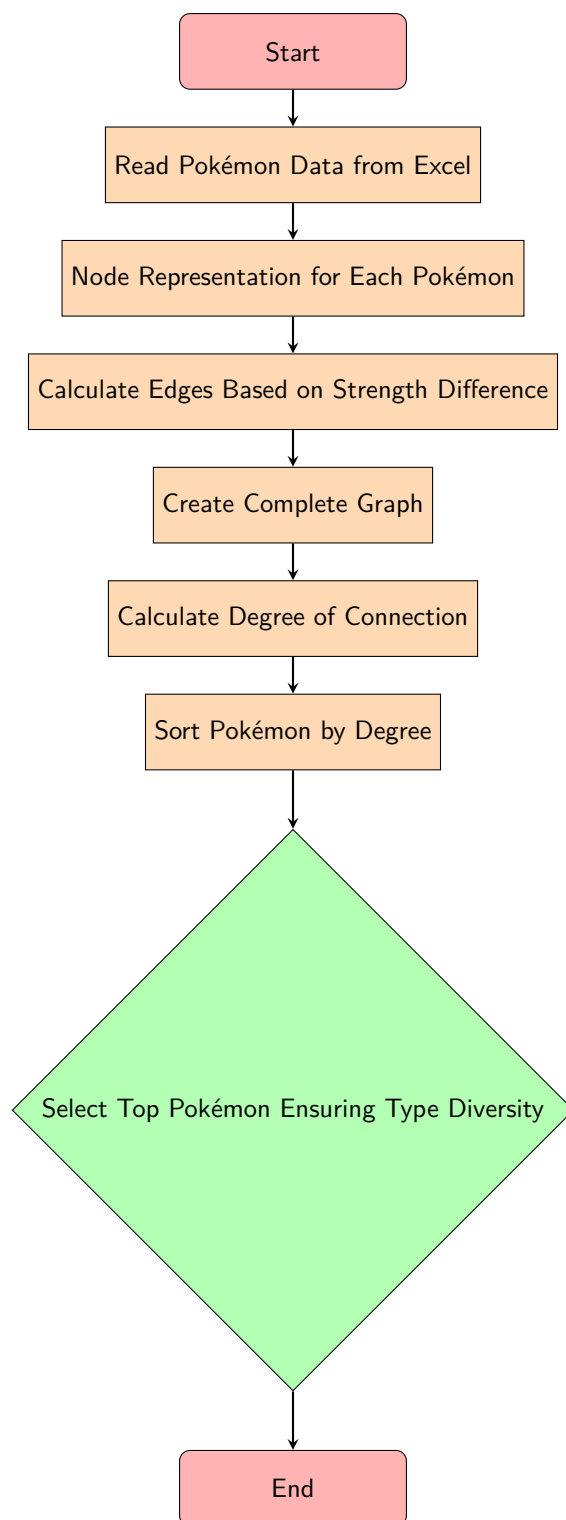 Start
Read Pokémon Data from Excel
Node Representation for Each Pokémon
Calculate Edges Based on Strength Difference
Create Complete Graph
Calculate Degree of Connection
Sort Pokémon by Degree
Select Top Pokémon Ensuring Type Diversity
End